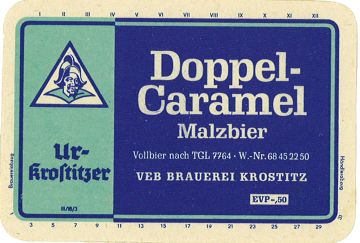 I II III IV V VI VII VIII IX X XI XII
Doppel-
Caramel
Malzbier
Ur-
Krostitzer
Vollbier nach TGL 7764 · W.-Nr. 68 45 22 50
VEB BRAUEREI KROSTITZ
EVP -,50
III/18/3
3 5 7 9 11 13 15 17 19 21 23 25 27 29